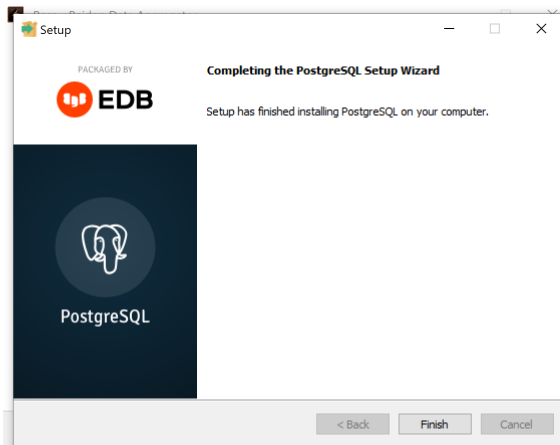 Setup
PACKAGED BY
EDB
Completing the PostgreSQL Setup Wizard
Setup has finished installing PostgreSQL on your computer.
PostgreSQL
< Back
Finish
Cancel